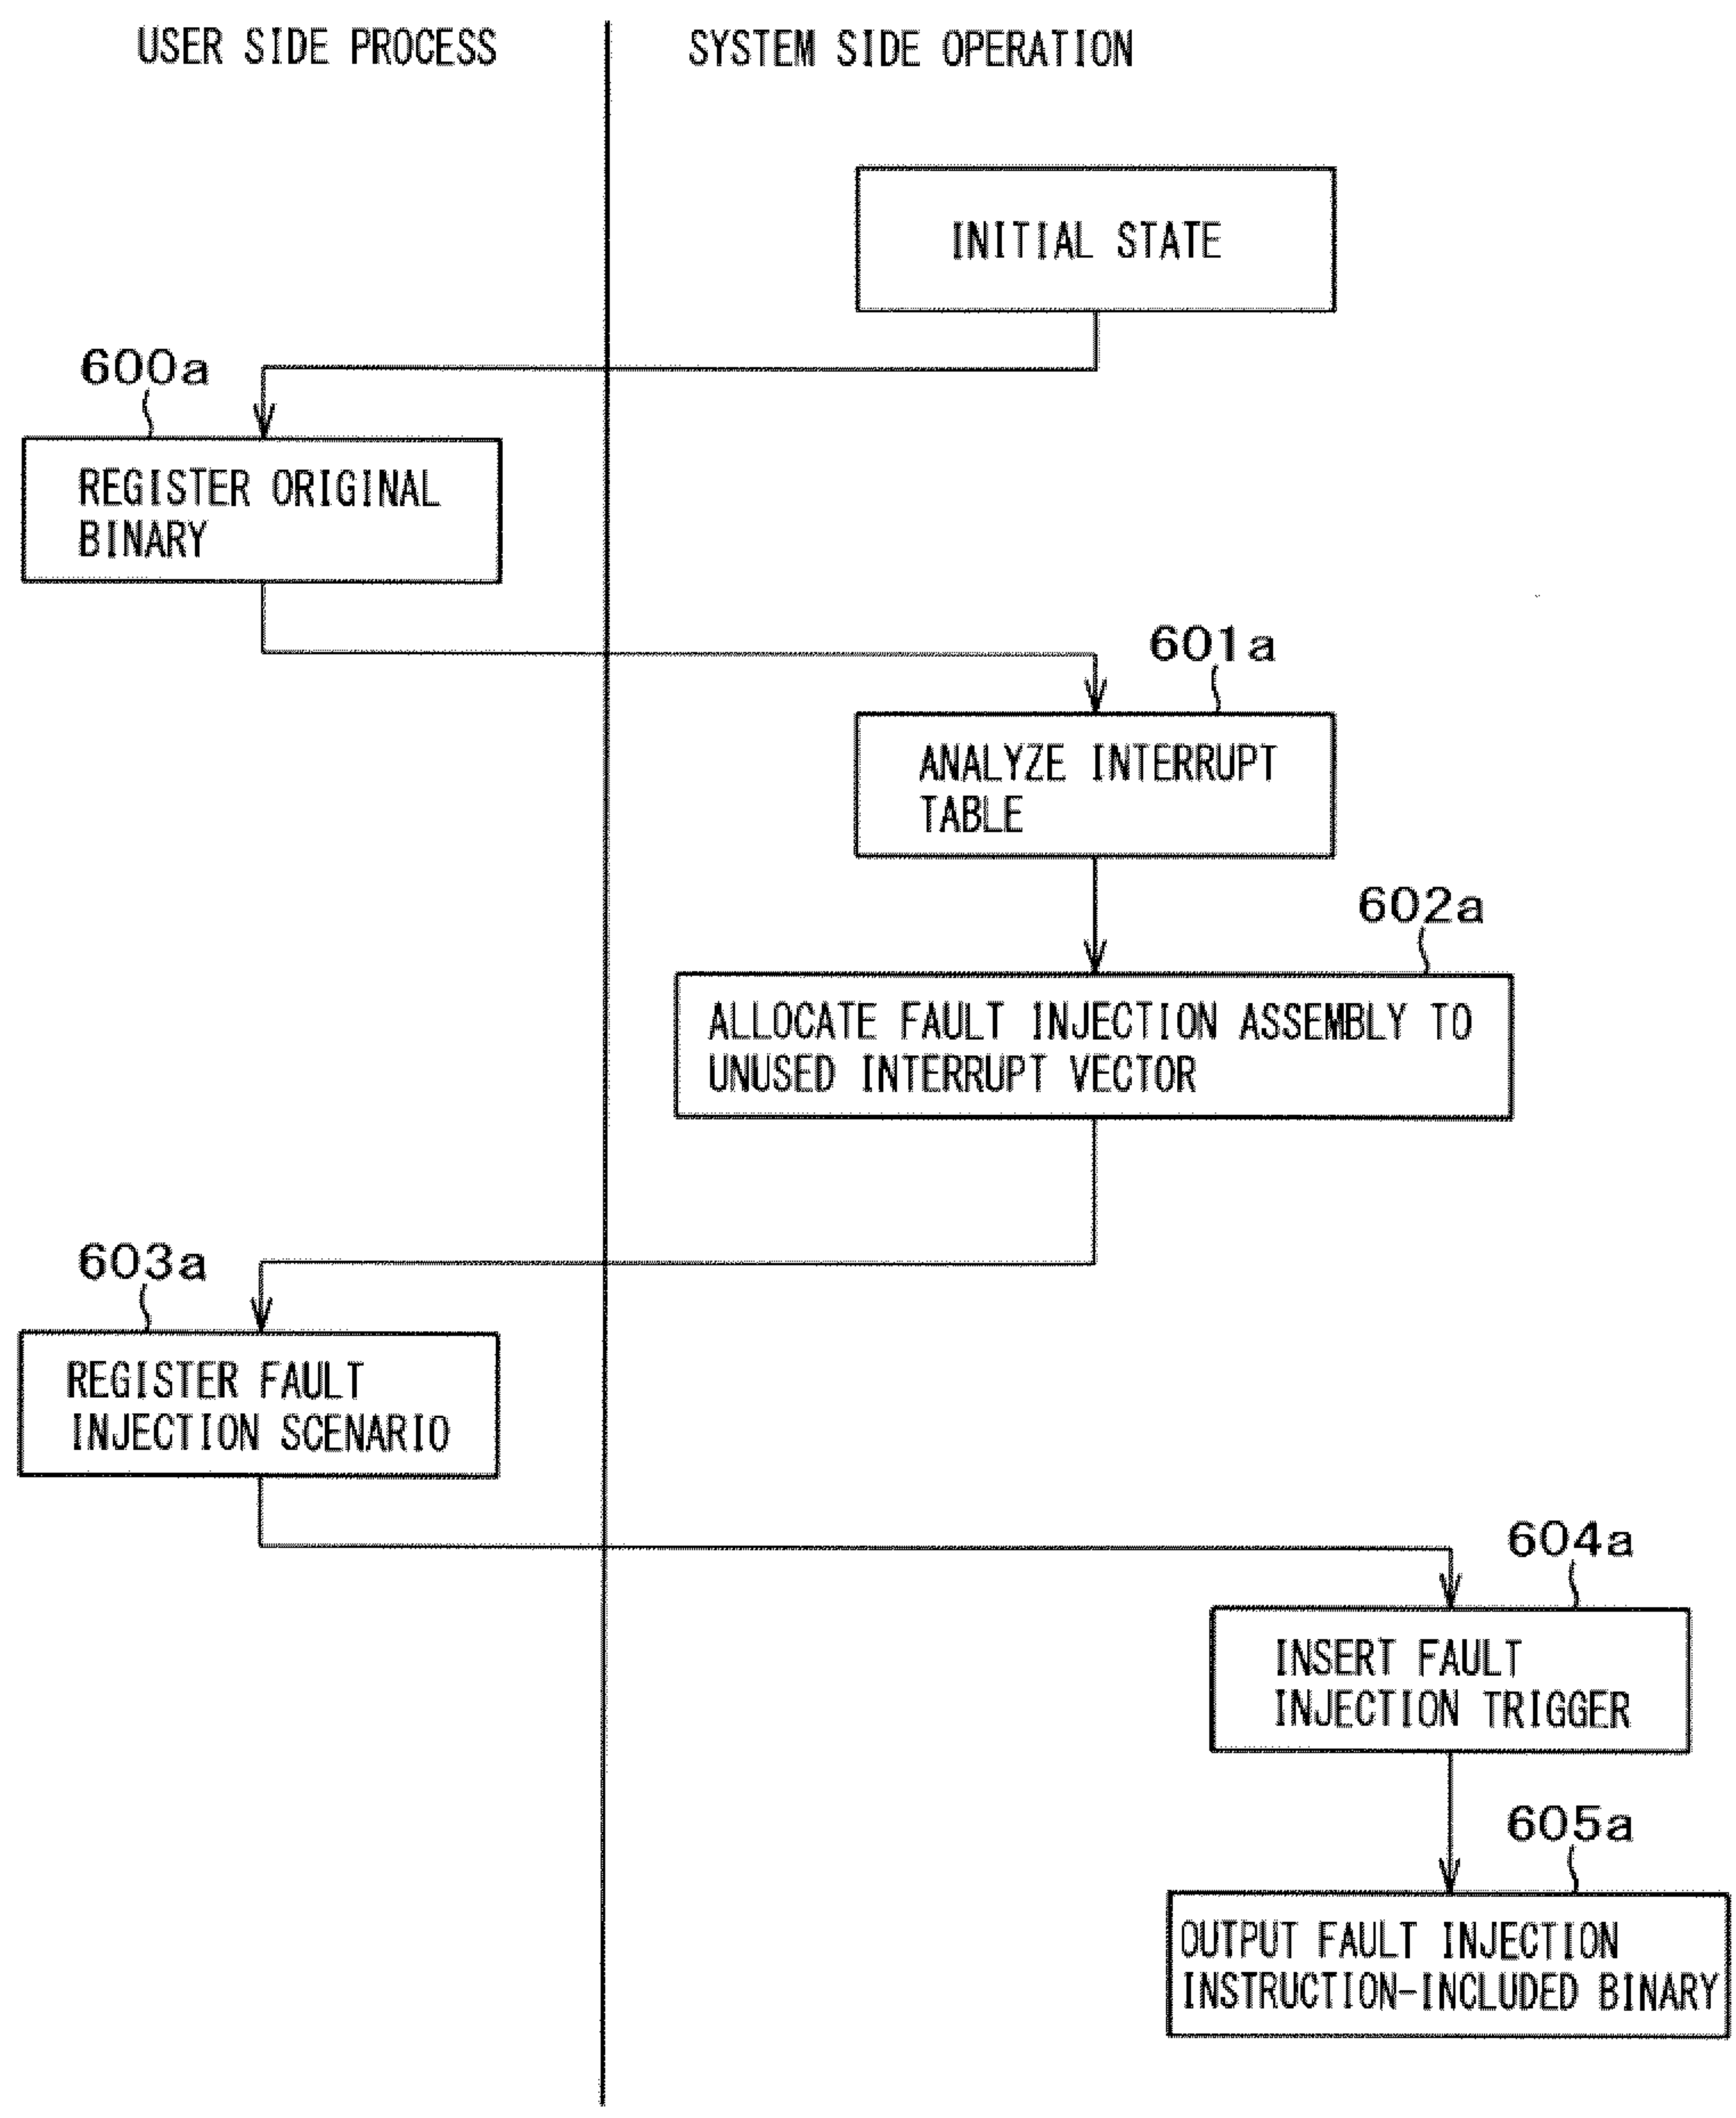 USER SIDE PROCESS
SYSTEM SIDE OPERATION
INITIAL STATE
600a
REGISTER ORIGINAL
BINARY
601a
ANALYZE INTERRUPT
TABLE
602a
ALLOCATE FAULT INJECTION ASSEMBLY TO
UNUSED INTERRUPT VECTOR
603a
REGISTER FAULT
INJECTION SCENARIO
604a
INSERT FAULT
INJECTION TRIGGER
605a
OUTPUT FAULT INJECTION
INSTRUCTION-INCLUDED BINARY